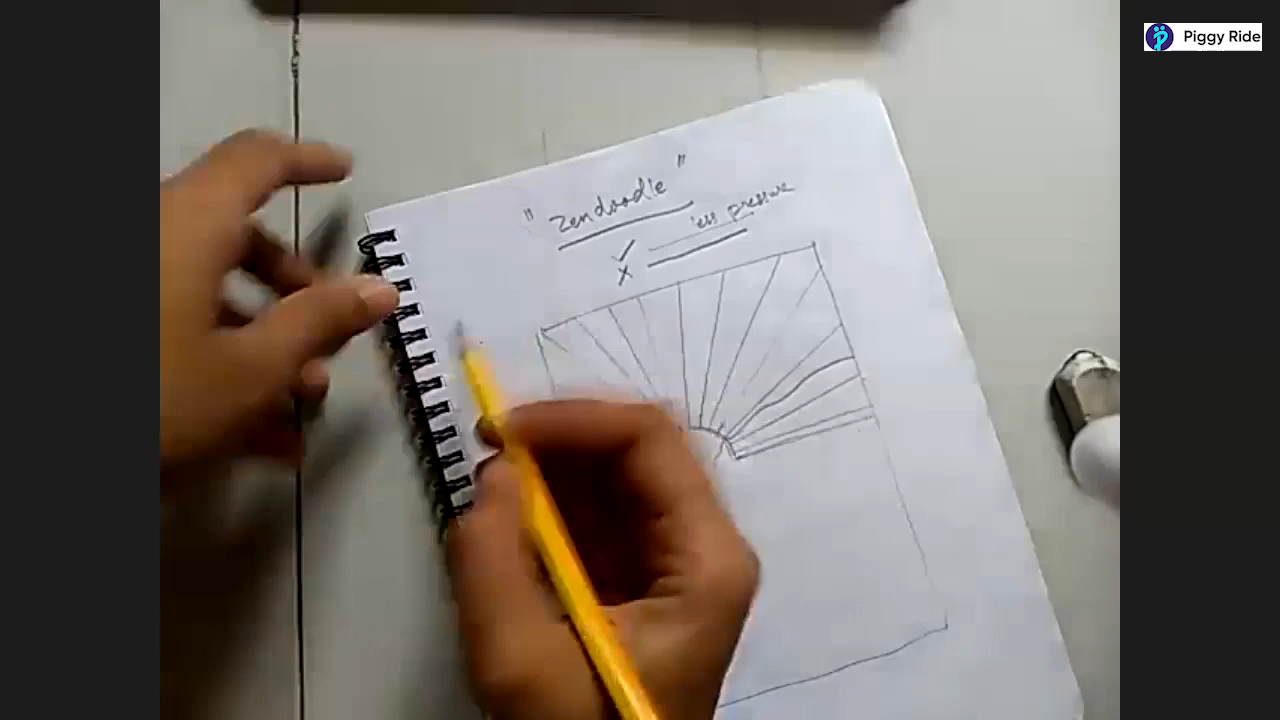 Piggy Ride
" Zendoodle "
✓ less pressure
×